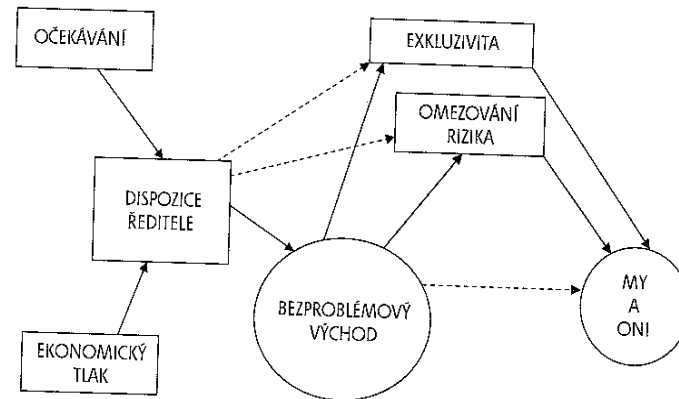 OČEKÁVÁNÍ
EXKLUZIVITA
OMEZOVÁNÍ
RIZIKA
DISPOZICE
ŘEDITELE
BEZPROBLÉMOVÝ
VÝCHOD
MY
A
ONI
EKONOMICKÝ
TLAK